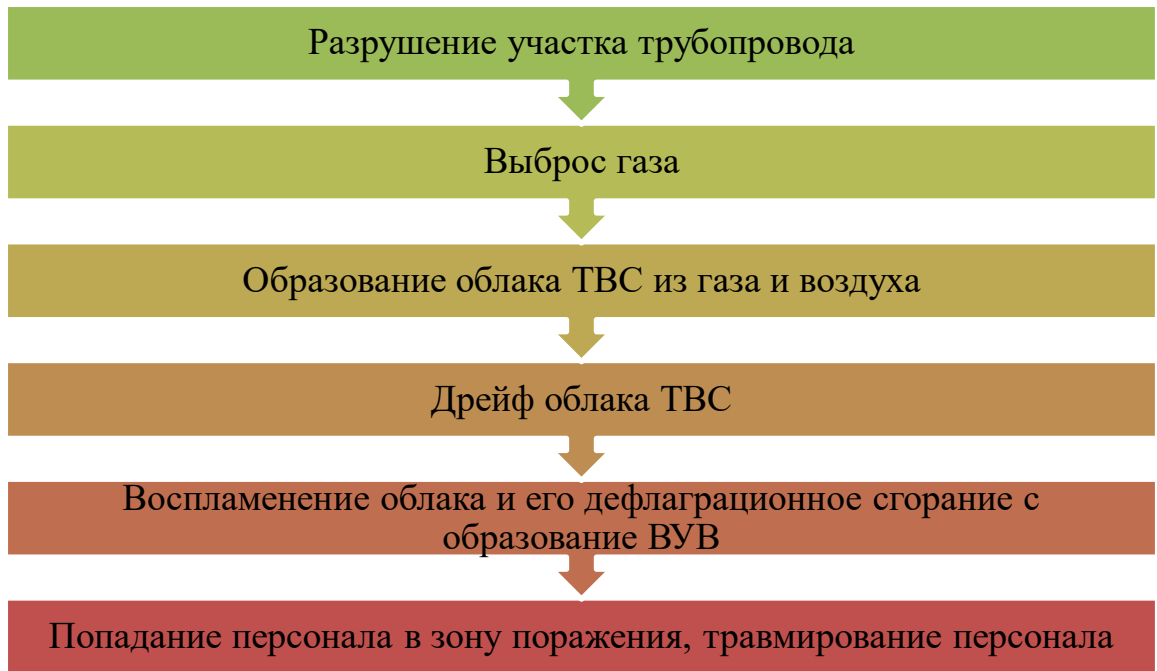 Разрушение участка трубопровода
Выброс газа
Образование облака ТВС из газа и воздуха
Дрейф облака ТВС
Воспламенение облака и его дефлаграционное сгорание с
образование ВУВ
Попадание персонала в зону поражения, травмирование персонала